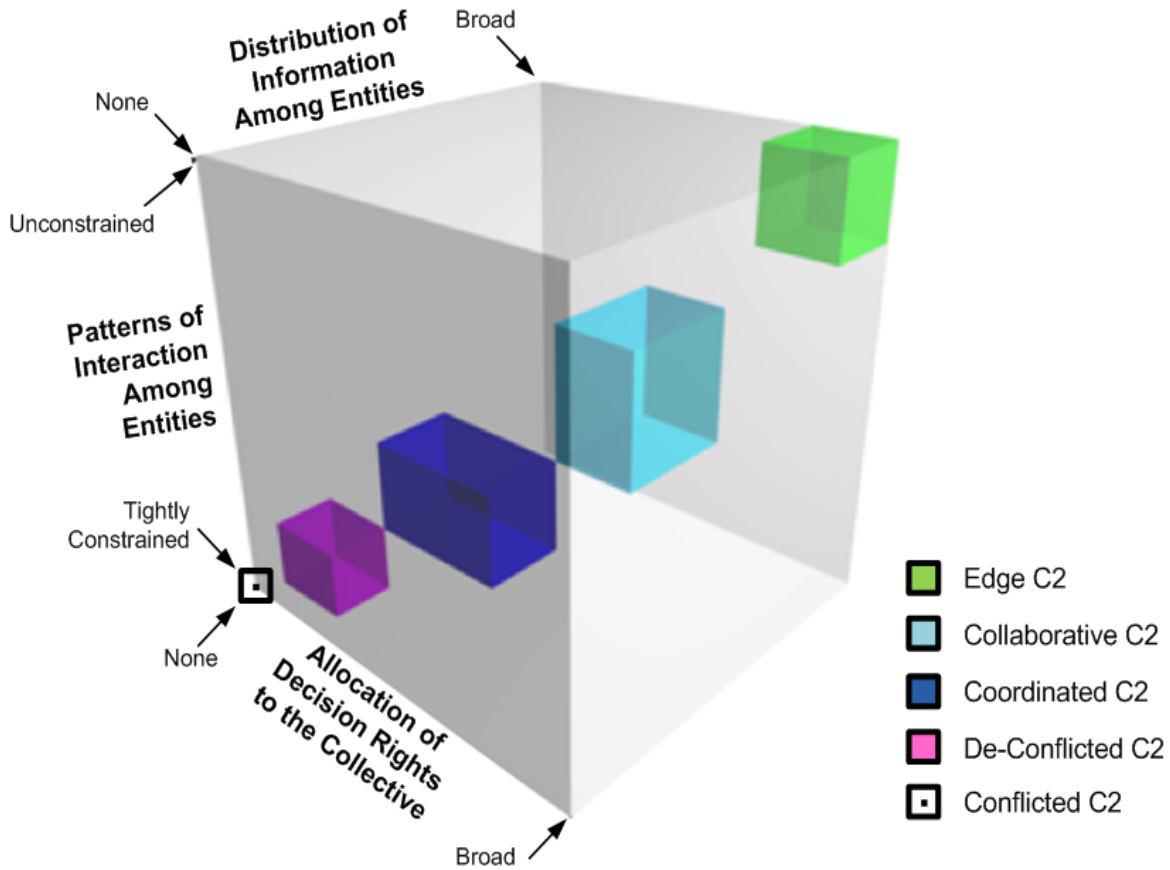 Broad
Distribution of
Information
Among Entities
None
Unconstrained
Patterns of
Interaction
Among
Entities
Tightly
Constrained
None
Allocation of
Decision Rights
to the Collective
Broad
Edge C2
Collaborative C2
Coordinated C2
De-Conflicted C2
Conflicted C2